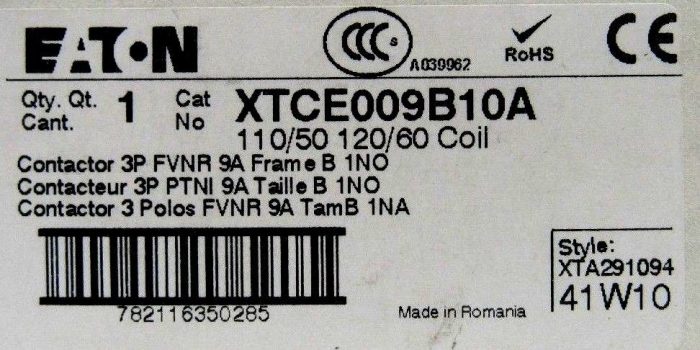 EATON
CCC S
A039962
RoHS
CE
Qty. Qt. Cant. 1 Cat No XTCE009B10A
110/50 120/60 Coil
Contactor 3P FVNR 9A Frame B 1NO
Contacteur 3P PTNI 9A Taille B 1NO
Contactor 3 Polos FVNR 9A TamB 1NA
782116350285
Made in Romania
Style:
XTA291094
41W10